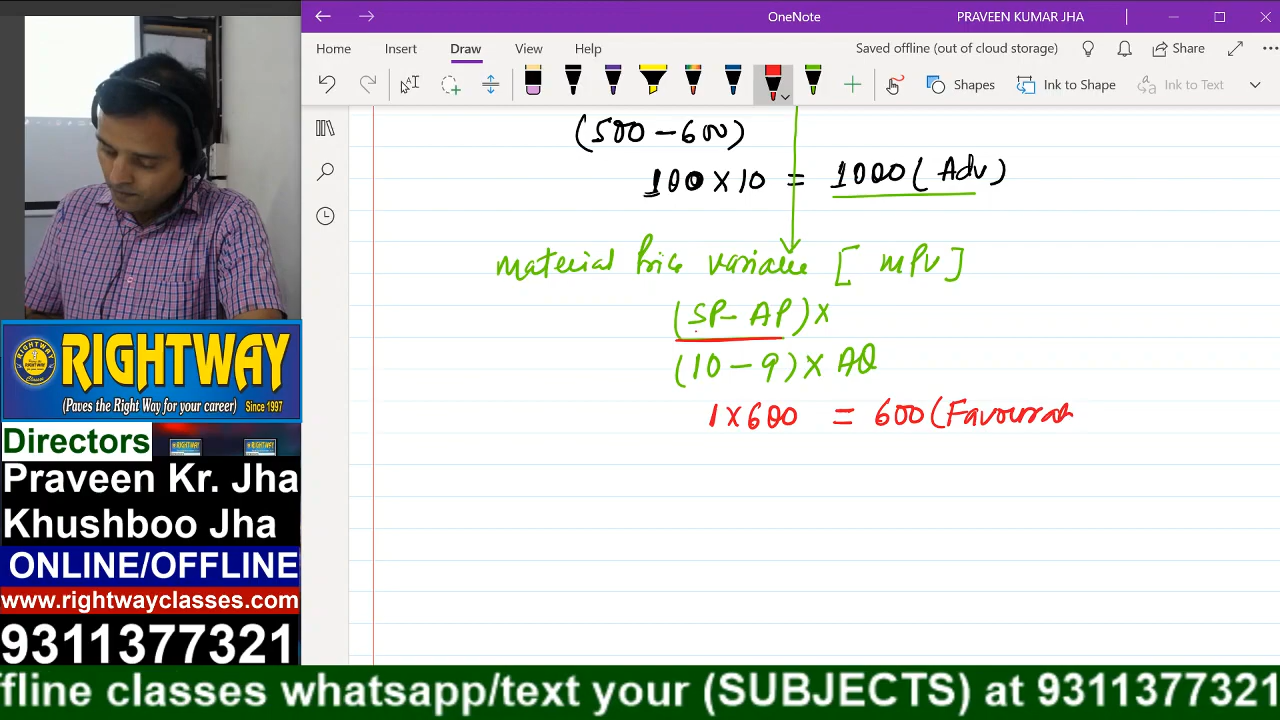 OneNote
PRAVEEN KUMAR JHA
Home Insert Draw View Help
Saved offline (out of cloud storage)
Share
Shapes
Ink to Shape
Ink to Text
(500 - 600)
100 × 10 = 1000 (Adv)
material Price variance [ MPV ]
(SP - AP) ×
(10 - 9) × AQ
1 × 600 = 600 (Favourab
RIGHTWAY
(Paves the Right Way for your career) Since 1997
Directors
Praveen Kr. Jha
Khushboo Jha
ONLINE/OFFLINE
www.rightwayclasses.com
9311377321
ffline classes whatsapp/text your (SUBJECTS) at 9311377321